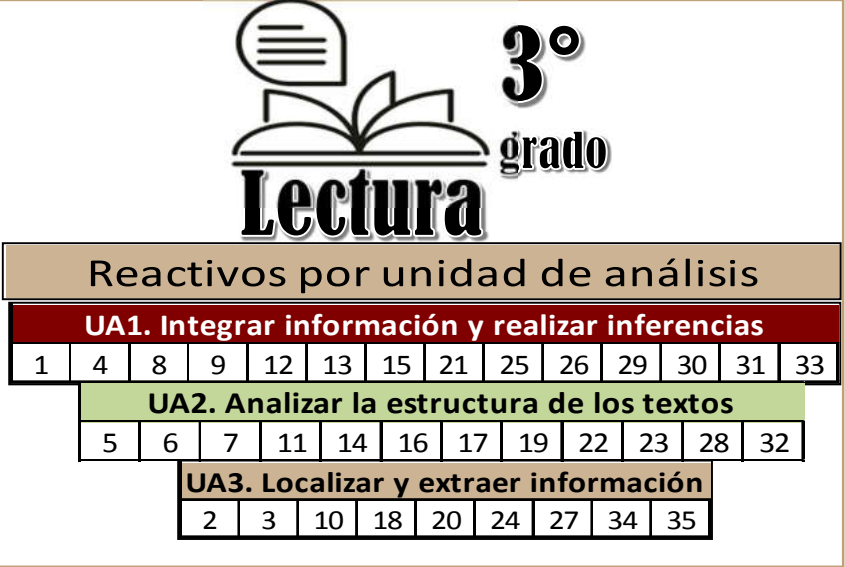 3°
grado
Lectura
Reactivos por unidad de análisis
UA1. Integrar información y realizar inferencias
1 4 8 9 12 13 15 21 25 26 29 30 31 33
UA2. Analizar la estructura de los textos
5 6 7 11 14 16 17 19 22 23 28 32
UA3. Localizar y extraer información
2 3 10 18 20 24 27 34 35